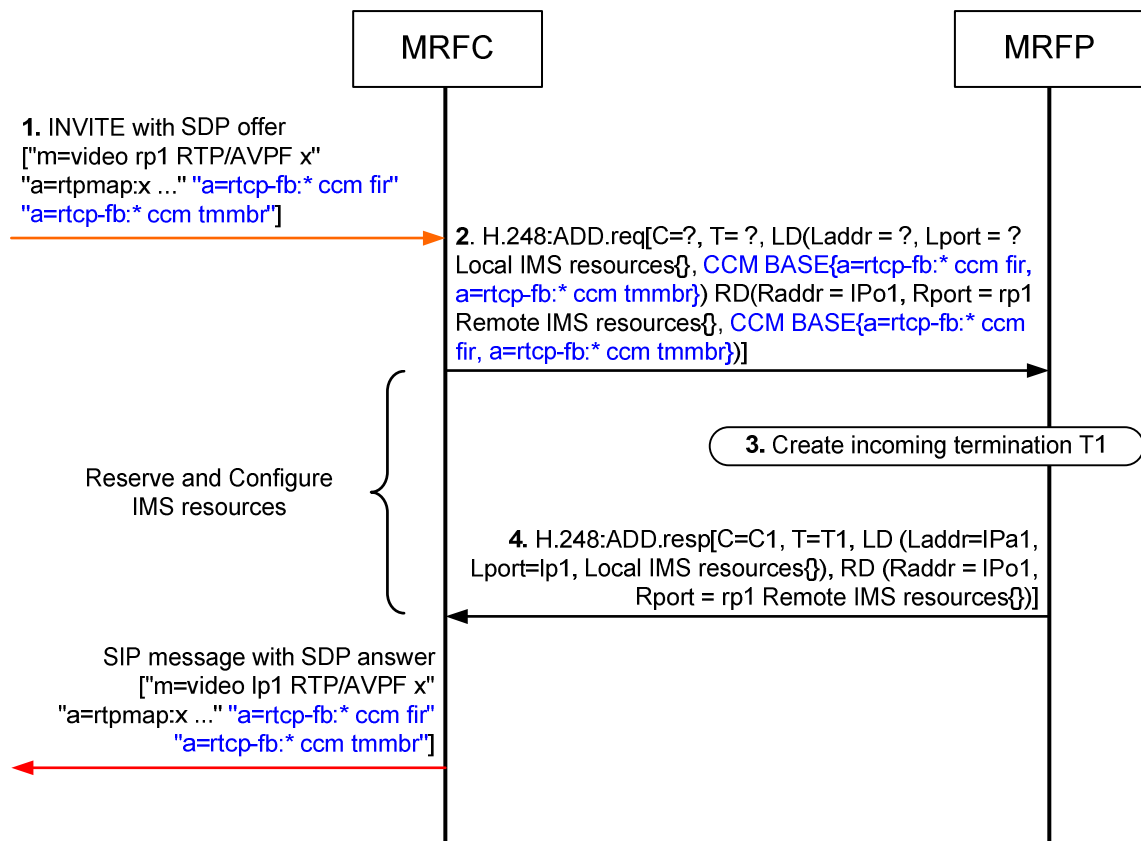 MRFC
MRFP
1. INVITE with SDP offer
["m=video rp1 RTP/AVPF x"
"a=rtpmap:x ..." "a=rtcp-fb:* ccm fir"
"a=rtcp-fb:* ccm tmmbr"]
2. H.248:ADD.req[C=?, T= ?, LD(Laddr = ?, Lport = ?
Local IMS resources{}, CCM BASE{a=rtcp-fb:* ccm fir,
a=rtcp-fb:* ccm tmmbr}) RD(Raddr = IPo1, Rport = rp1
Remote IMS resources{}, CCM BASE{a=rtcp-fb:* ccm
fir, a=rtcp-fb:* ccm tmmbr})]
3. Create incoming termination T1
Reserve and Configure
IMS resources
4. H.248:ADD.resp[C=C1, T=T1, LD (Laddr=IPa1,
Lport=lp1, Local IMS resources{}), RD (Raddr = IPo1,
Rport = rp1 Remote IMS resources{})]
SIP message with SDP answer
["m=video lp1 RTP/AVPF x"
"a=rtpmap:x ..." "a=rtcp-fb:* ccm fir"
"a=rtcp-fb:* ccm tmmbr"]